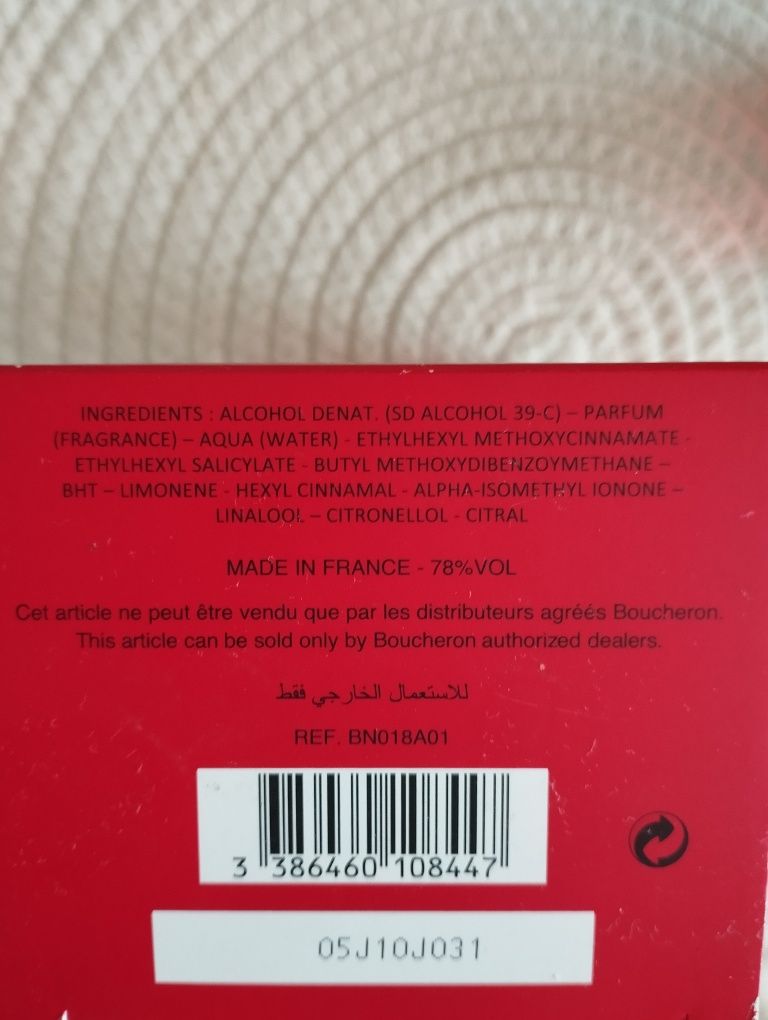 INGREDIENTS : ALCOHOL DENAT. (SD ALCOHOL 39-C) – PARFUM
(FRAGRANCE) – AQUA (WATER) - ETHYLHEXYL METHOXYCINNAMATE -
ETHYLHEXYL SALICYLATE - BUTYL METHOXYDIBENZOYMETHANE –
BHT – LIMONENE - HEXYL CINNAMAL - ALPHA-ISOMETHYL IONONE –
LINALOOL – CITRONELLOL - CITRAL
MADE IN FRANCE - 78%VOL
Cet article ne peut être vendu que par les distributeurs agréés Boucheron.
This article can be sold only by Boucheron authorized dealers.
للاستعمال الخارجي فقط
REF. BN018A01
3 386460 108447
05J10J031